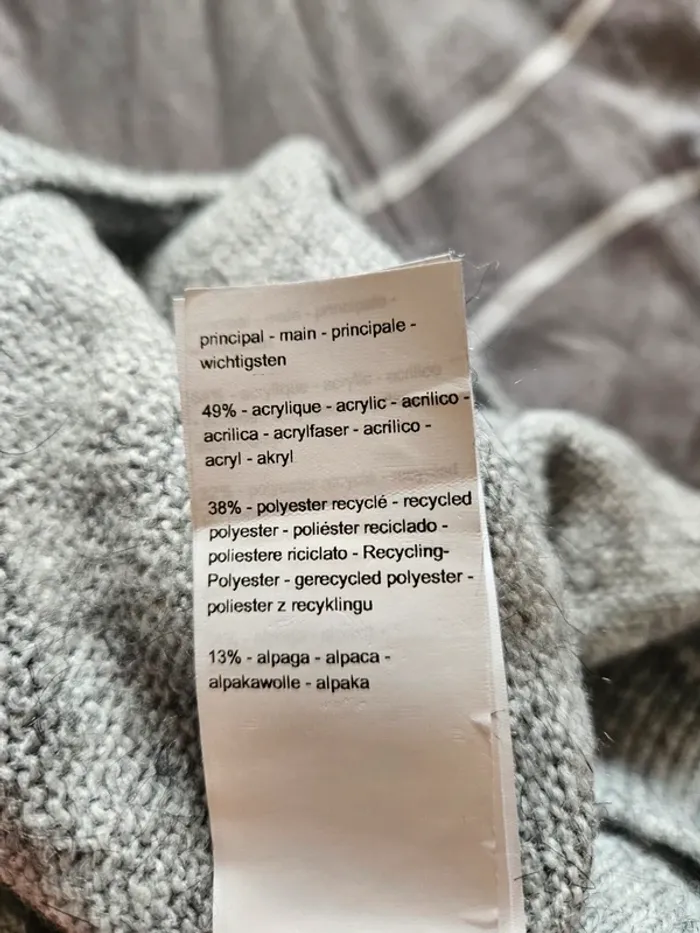 principal - main - principale -
wichtigsten
49% - acrylique - acrylic - acrilico -
acrilica - acrylfaser - acrilico -
acryl - akryl
38% - polyester recyclé - recycled
polyester - poliéster reciclado -
poliestere riciclato - Recycling-
Polyester - gerecycled polyester -
poliester z recyklingu
13% - alpaga - alpaca -
alpakawolle - alpaka